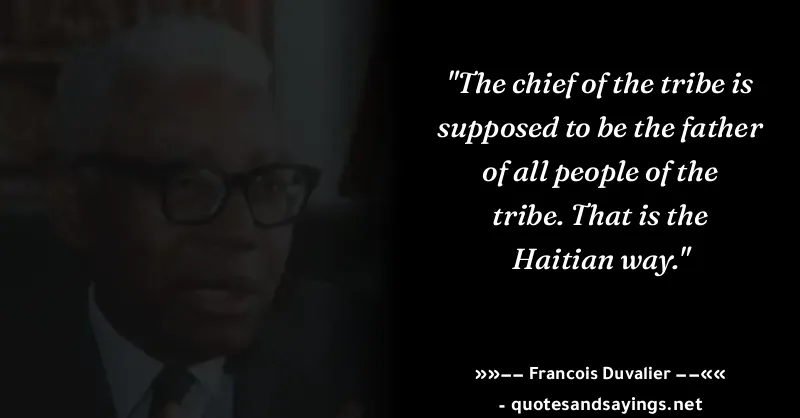 "The chief of the tribe is
supposed to be the father
of all people of the
tribe. That is the
Haitian way."
»»−− Francois Duvalier −−««
- quotesandsayings.net